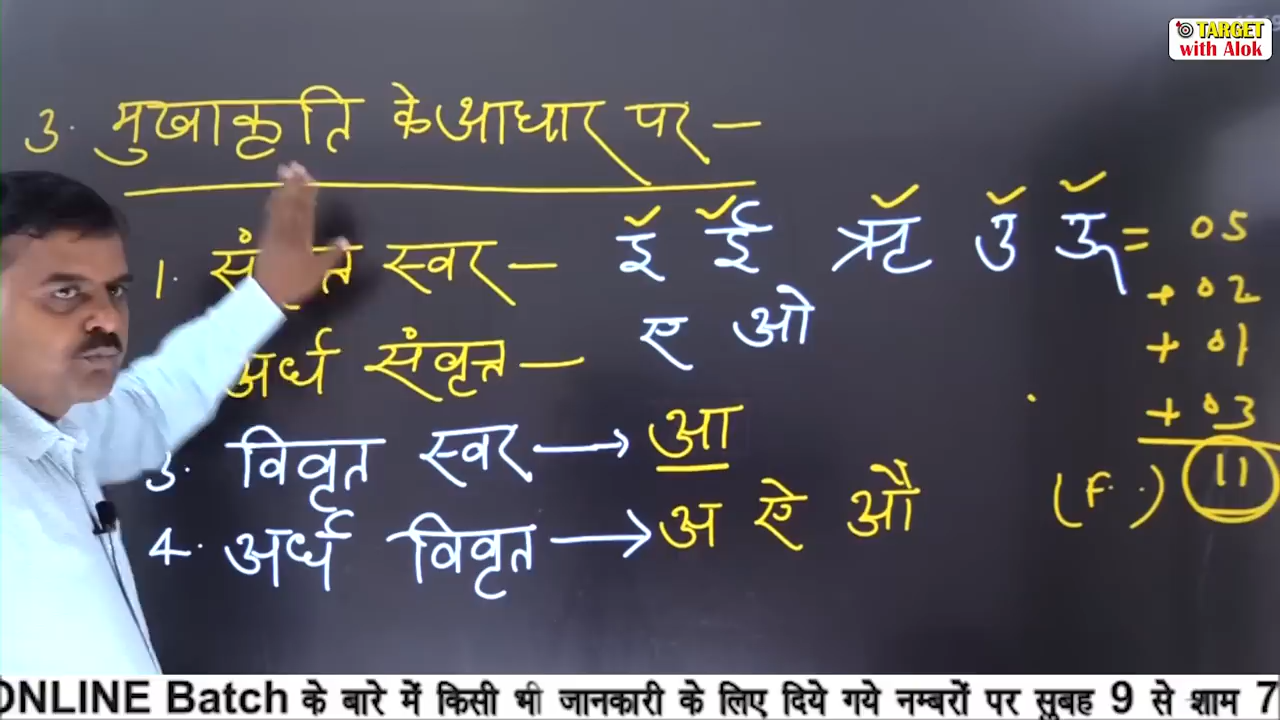 TARGET
with Alok
3. मुखाकृति के आधार पर –
1. स्वर – इ ई ऋ उ ऊ = 05
अर्ध संवृत्त – ए ओ + 02
3. विवृत स्वर → आ + 01
+ 03
4. अर्ध विवृत → अ ऐ औ (F..) 11
ONLINE Batch के बारे में किसी भी जानकारी के लिए दिये गये नम्बरों पर सुबह 9 से शाम 7